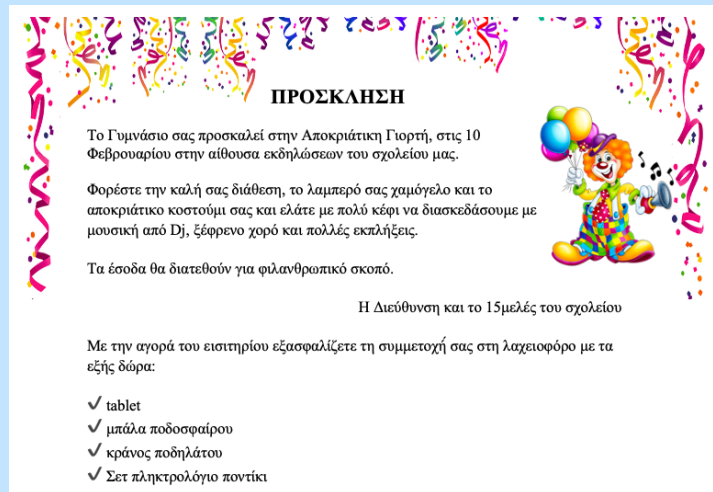 ΠΡΟΣΚΛΗΣΗ
Το Γυμνάσιο σας προσκαλεί στην Αποκριάτικη Γιορτή, στις 10
Φεβρουαρίου στην αίθουσα εκδηλώσεων του σχολείου μας.
Φορέστε την καλή σας διάθεση, το λαμπερό σας χαμόγελο και το
αποκριάτικο κοστούμι σας και ελάτε με πολύ κέφι να διασκεδάσουμε με
μουσική από Dj, ξέφρενο χορό και πολλές εκπλήξεις.
Τα έσοδα θα διατεθούν για φιλανθρωπικό σκοπό.
Η Διεύθυνση και το 15μελές του σχολείου
Με την αγορά του εισιτηρίου εξασφαλίζετε τη συμμετοχή σας στη λαχειοφόρο με τα
εξής δώρα:
✓ tablet
✓ μπάλα ποδοσφαίρου
✓ κράνος ποδηλάτου
✓ Σετ πληκτρολόγιο ποντίκι